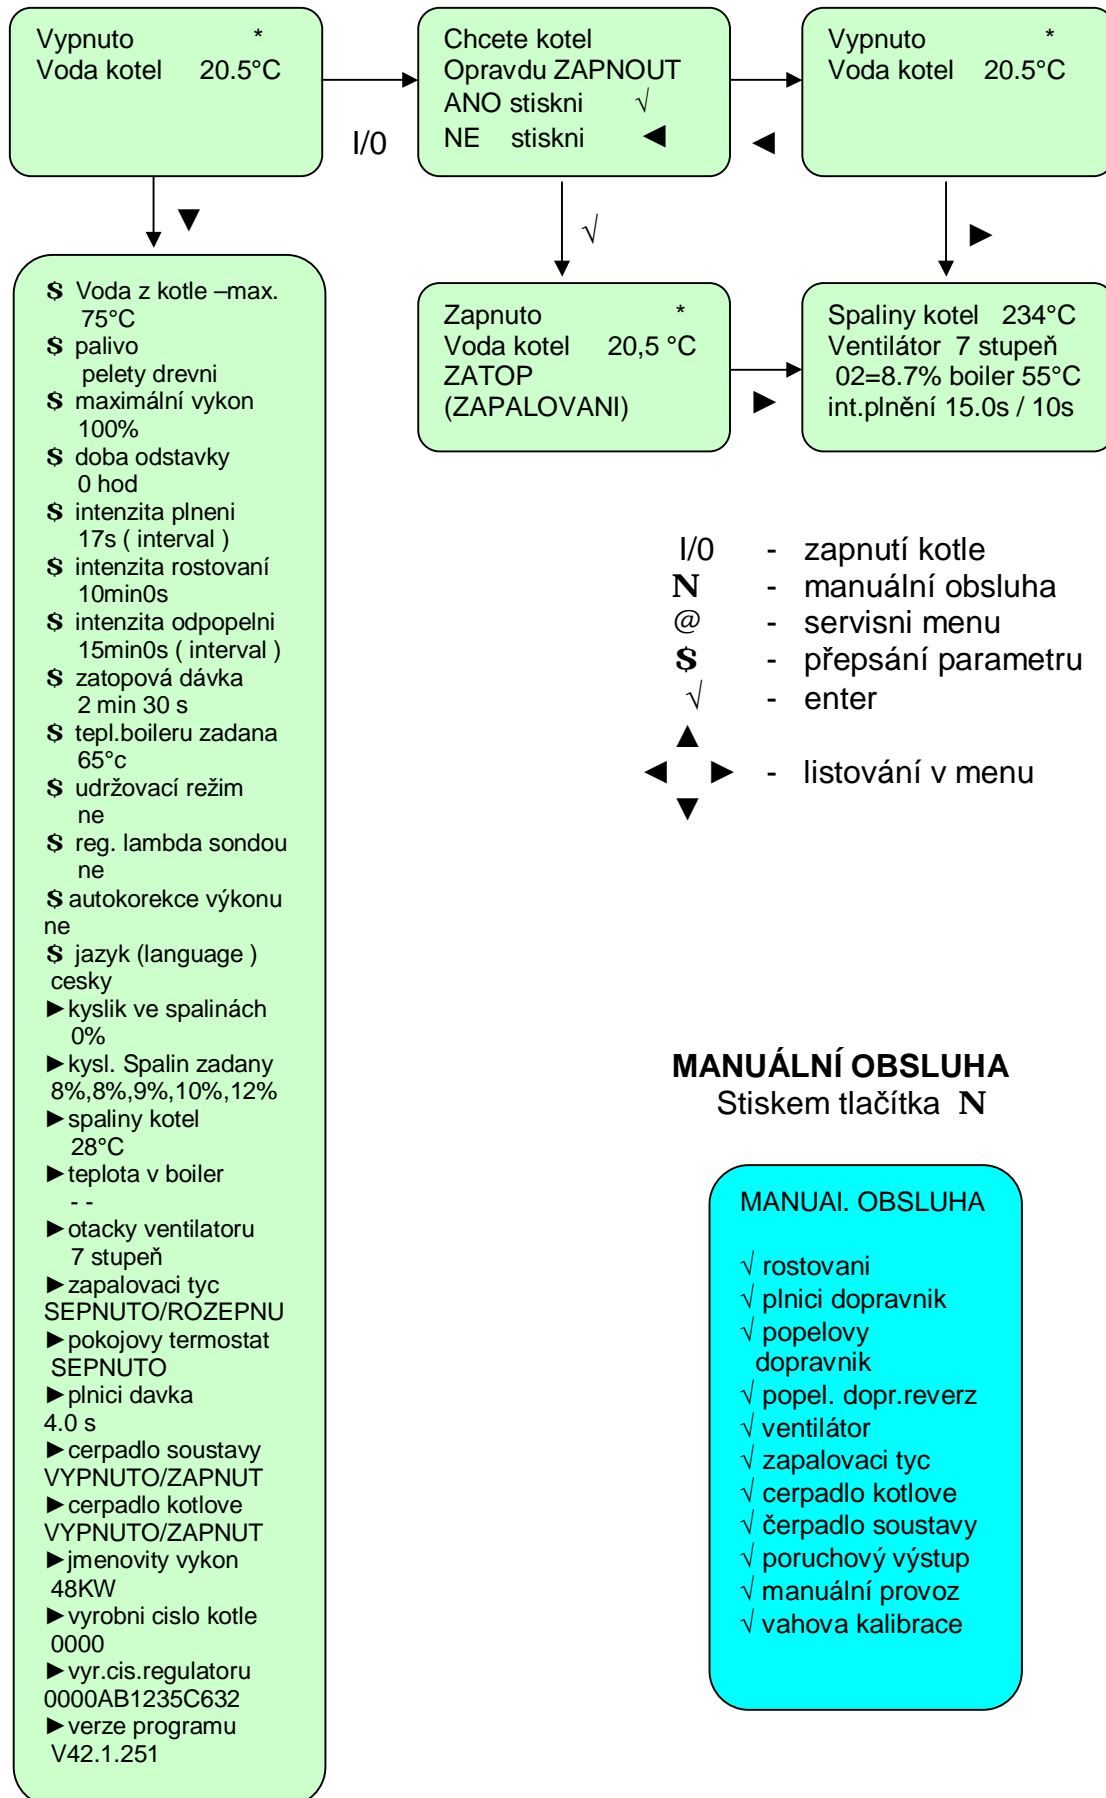 Vypnuto *
Voda kotel 20.5°C
I/0
Chcete kotel
Opravdu ZAPNOUT
ANO stiskni √
NE stiskni ◄
◄
Vypnuto *
Voda kotel 20.5°C
▼
√
►
Zapnuto *
Voda kotel 20,5 °C
ZATOP
(ZAPALOVANI)
►
Spaliny kotel 234°C
Ventilátor 7 stupeň
02=8.7% boiler 55°C
int.plnění 15.0s / 10s
$ Voda z kotle –max.
75°C
$ palivo
pelety drevni
$ maximální vykon
100%
$ doba odstavky
0 hod
$ intenzita plneni
17s ( interval )
$ intenzita rostovaní
10min0s
$ intenzita odpopelni
15min0s ( interval )
$ zatopová dávka
2 min 30 s
$ tepl.boileru zadana
65°c
$ udržovací režim
ne
$ reg. lambda sondou
ne
$ autokorekce výkonu
ne
$ jazyk (language )
cesky
►kyslik ve spalinách
0%
►kysl. Spalin zadany
8%,8%,9%,10%,12%
►spaliny kotel
28°C
►teplota v boiler
- -
►otacky ventilatoru
7 stupeň
►zapalovaci tyc
SEPNUTO/ROZEPNU
►pokojovy termostat
SEPNUTO
►plnici davka
4.0 s
►cerpadlo soustavy
VYPNUTO/ZAPNUT
►cerpadlo kotlove
VYPNUTO/ZAPNUT
►jmenovity vykon
48KW
►vyrobni cislo kotle
0000
►vyr.cis.regulatoru
0000AB1235C632
►verze programu
V42.1.251
I/0 - zapnutí kotle
N - manuální obsluha
@ - servisni menu
$ - přepsání parametru
√ - enter
▲
◄ ► - listování v menu
▼
MANUÁLNÍ OBSLUHA
Stiskem tlačítka N
MANUAl. OBSLUHA
√ rostovani
√ plnici dopravnik
√ popelovy
dopravnik
√ popel. dopr.reverz
√ ventilátor
√ zapalovaci tyc
√ cerpadlo kotlove
√ čerpadlo soustavy
√ poruchový výstup
√ manuální provoz
√ vahova kalibrace